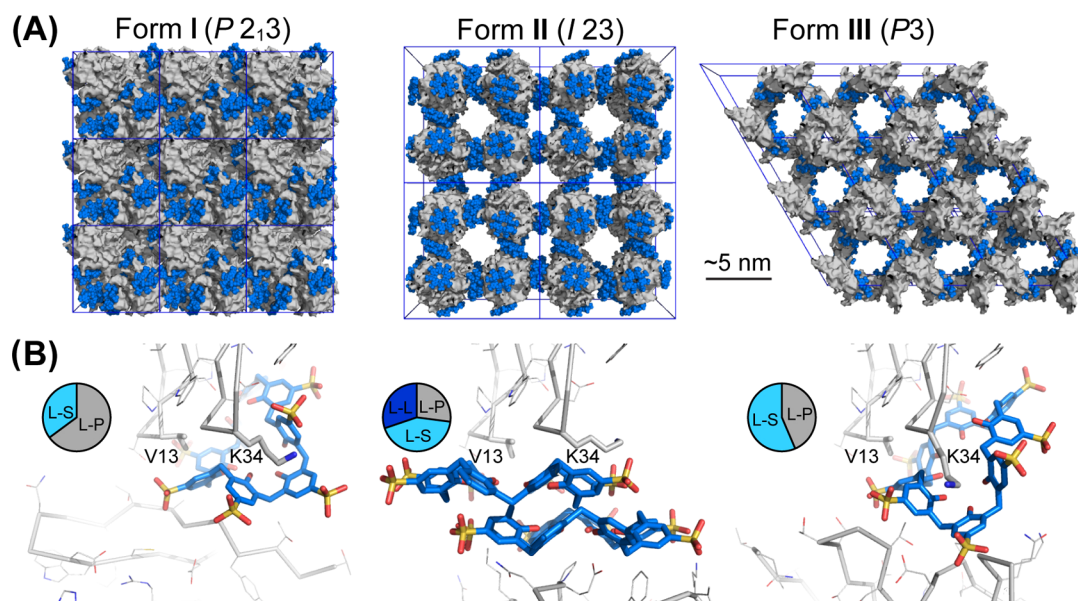 (A) Form I (P 2₁3) Form II (I 23) Form III (P3)
~5 nm
(B)
L-S L-P L-L L-P L-S L-S L-P
V13 K34 V13 K34 V13 K34